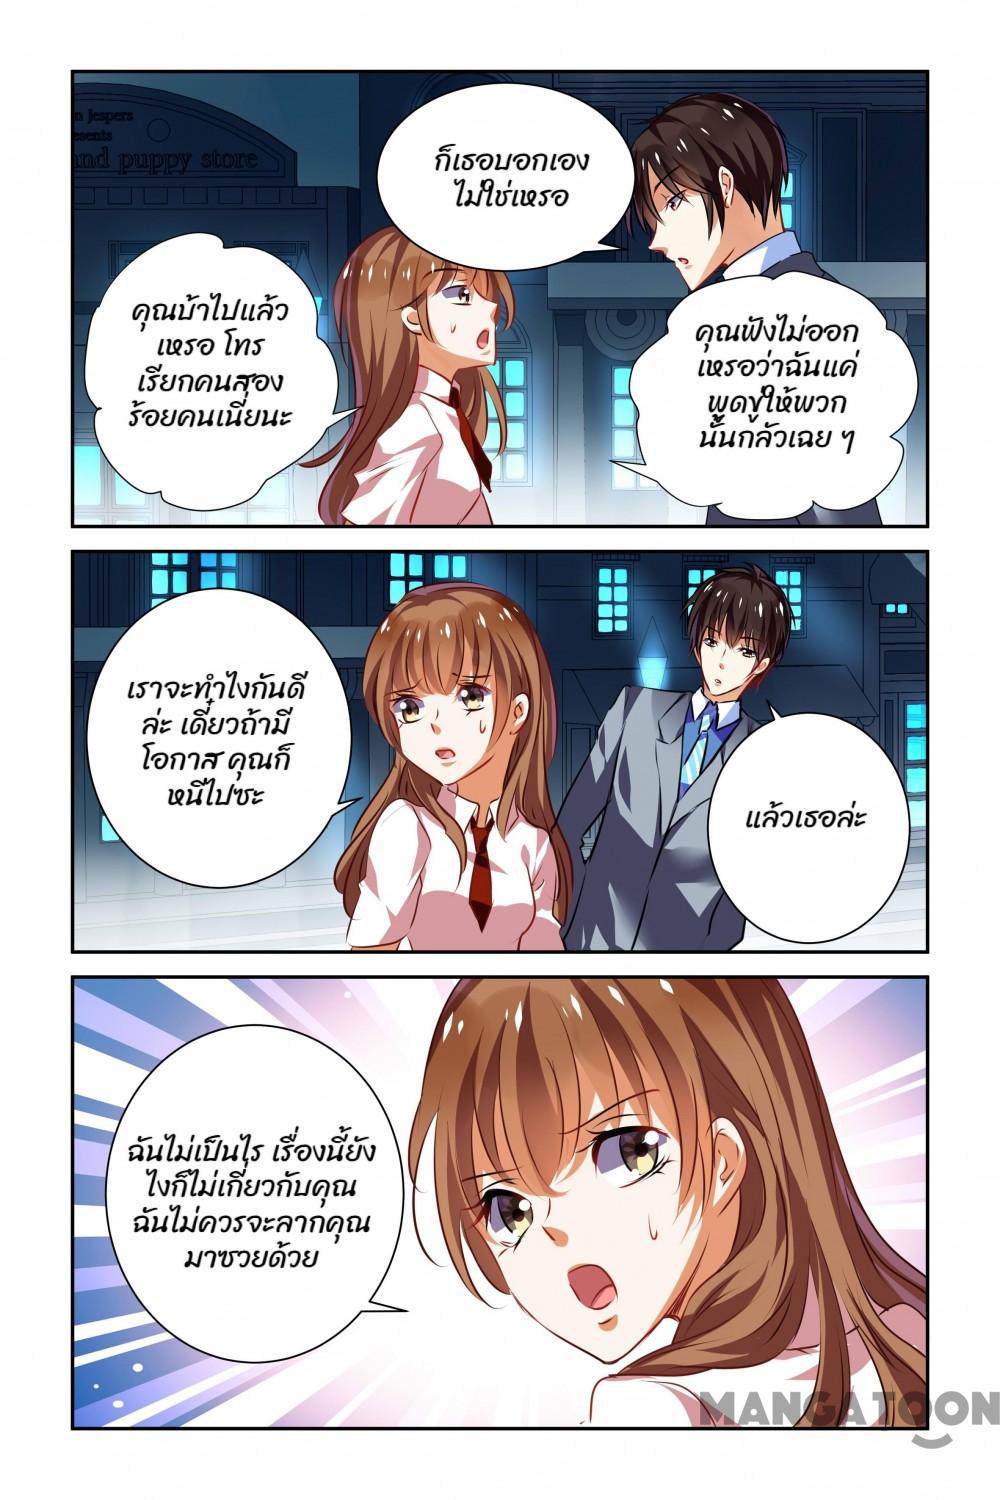 n Jespers
esents
nd puppy store
ก็เธอบอกเอง
ไม่ใช่เหรอ
คุณบ้าไปแล้ว
เหรอ โทร
เรียกคนสอง
ร้อยคนเนี่ยนะ
คุณฟังไม่ออก
เหรอว่าฉันแค่
พูดขู่ให้พวก
นั้นกลัวเฉย ๆ
เราจะทำไงกันดี
ล่ะ เดี๋ยวถ้ามี
โอกาส คุณก็
หนีไปซะ
แล้วเธอล่ะ
ฉันไม่เป็นไร เรื่องนี้ยัง
ไงก็ไม่เกี่ยวกับคุณ
ฉันไม่ควรจะลากคุณ
มาซวยด้วย
MANGATOON